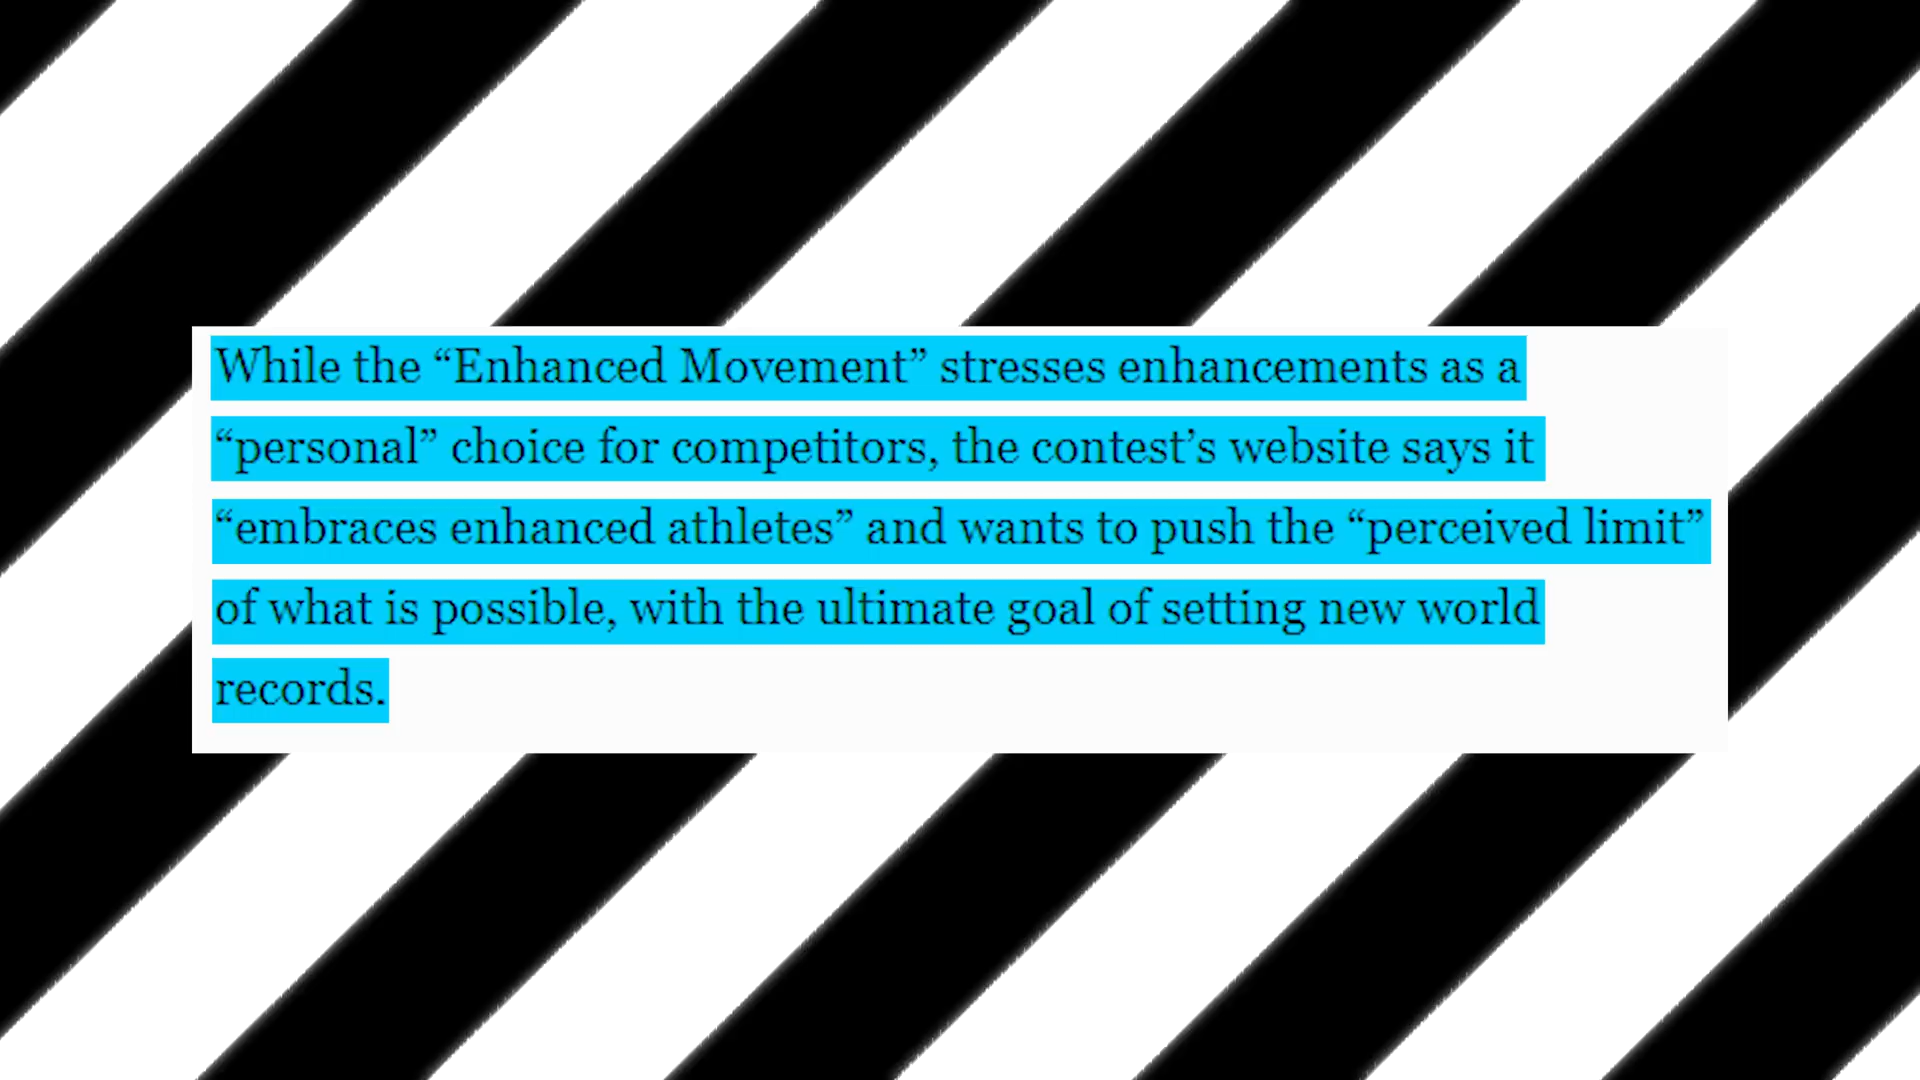 While the “Enhanced Movement” stresses enhancements as a
“personal” choice for competitors, the contest’s website says it
“embraces enhanced athletes” and wants to push the “perceived limit”
of what is possible, with the ultimate goal of setting new world
records.